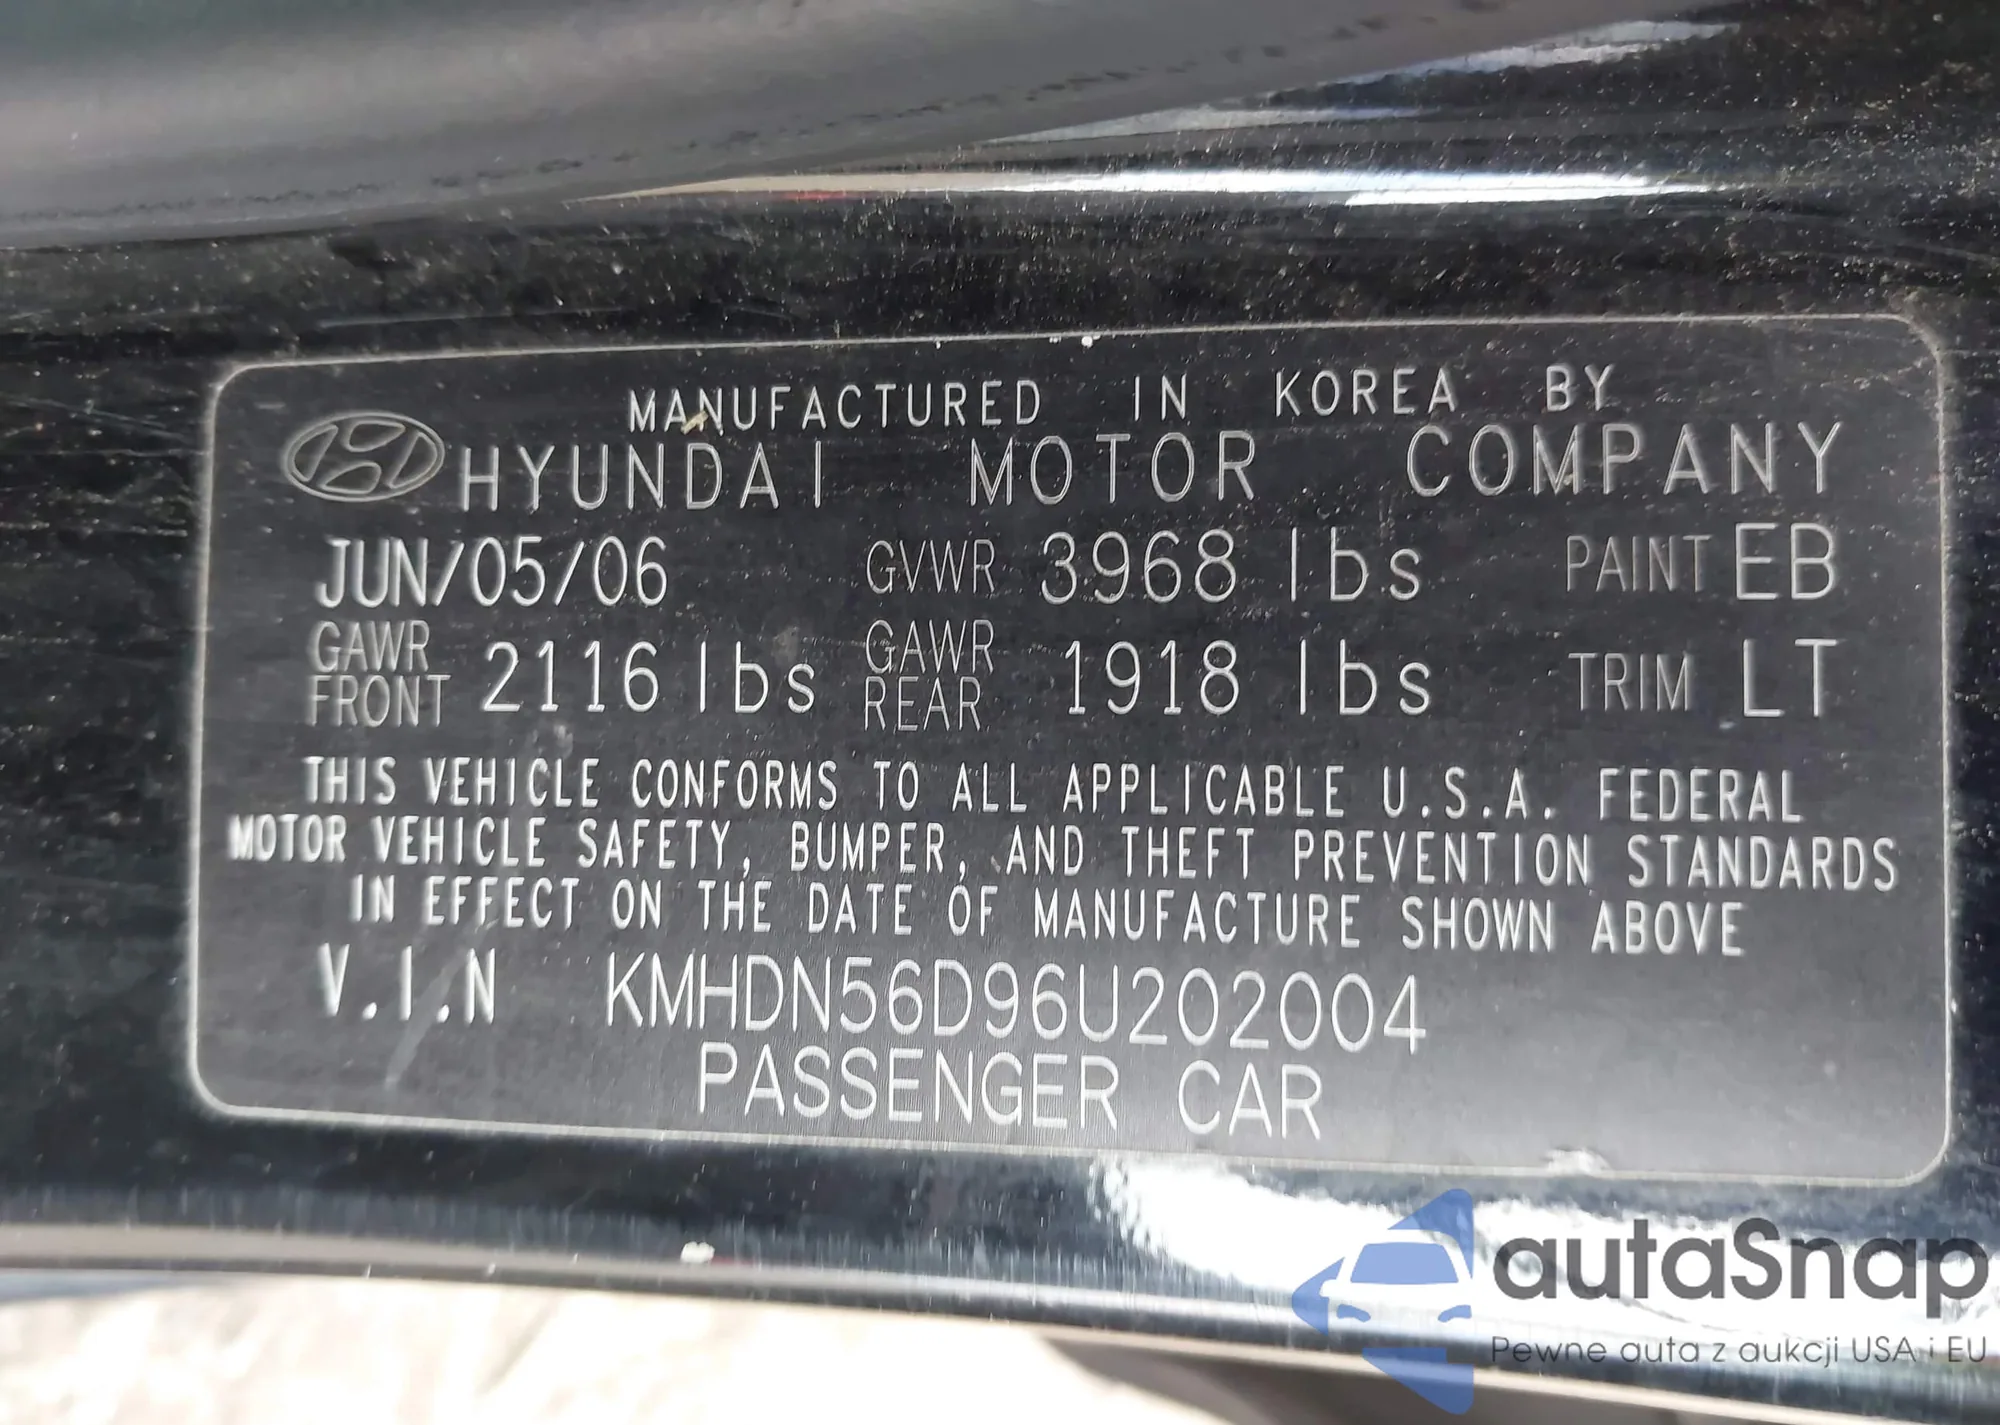 MANUFACTURED IN KOREA BY
HYUNDAI MOTOR COMPANY
JUN/05/06 GVWR 3968 lbs PAINT EB
GAWR FRONT 2116 lbs GAWR REAR 1918 lbs TRIM LT
THIS VEHICLE CONFORMS TO ALL APPLICABLE U.S.A. FEDERAL
MOTOR VEHICLE SAFETY, BUMPER, AND THEFT PREVENTION STANDARDS
IN EFFECT ON THE DATE OF MANUFACTURE SHOWN ABOVE
V.I.N KMHDN56D96U202004
PASSENGER CAR
autaSnap
Pewne auta z aukcji USA i EU